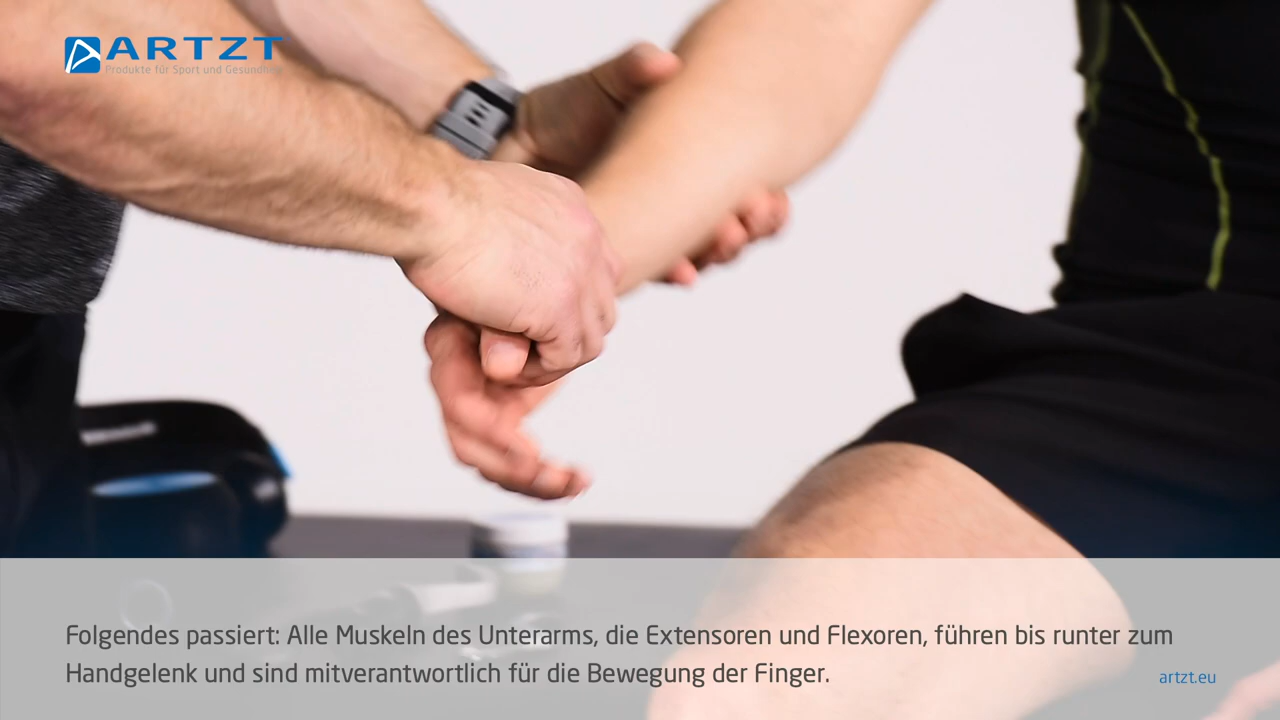 ARTZT
Produkte für Sport und Gesundheit
Folgendes passiert: Alle Muskeln des Unterarms, die Extensoren und Flexoren, führen bis runter zum
Handgelenk und sind mitverantwortlich für die Bewegung der Finger.
artzt.eu